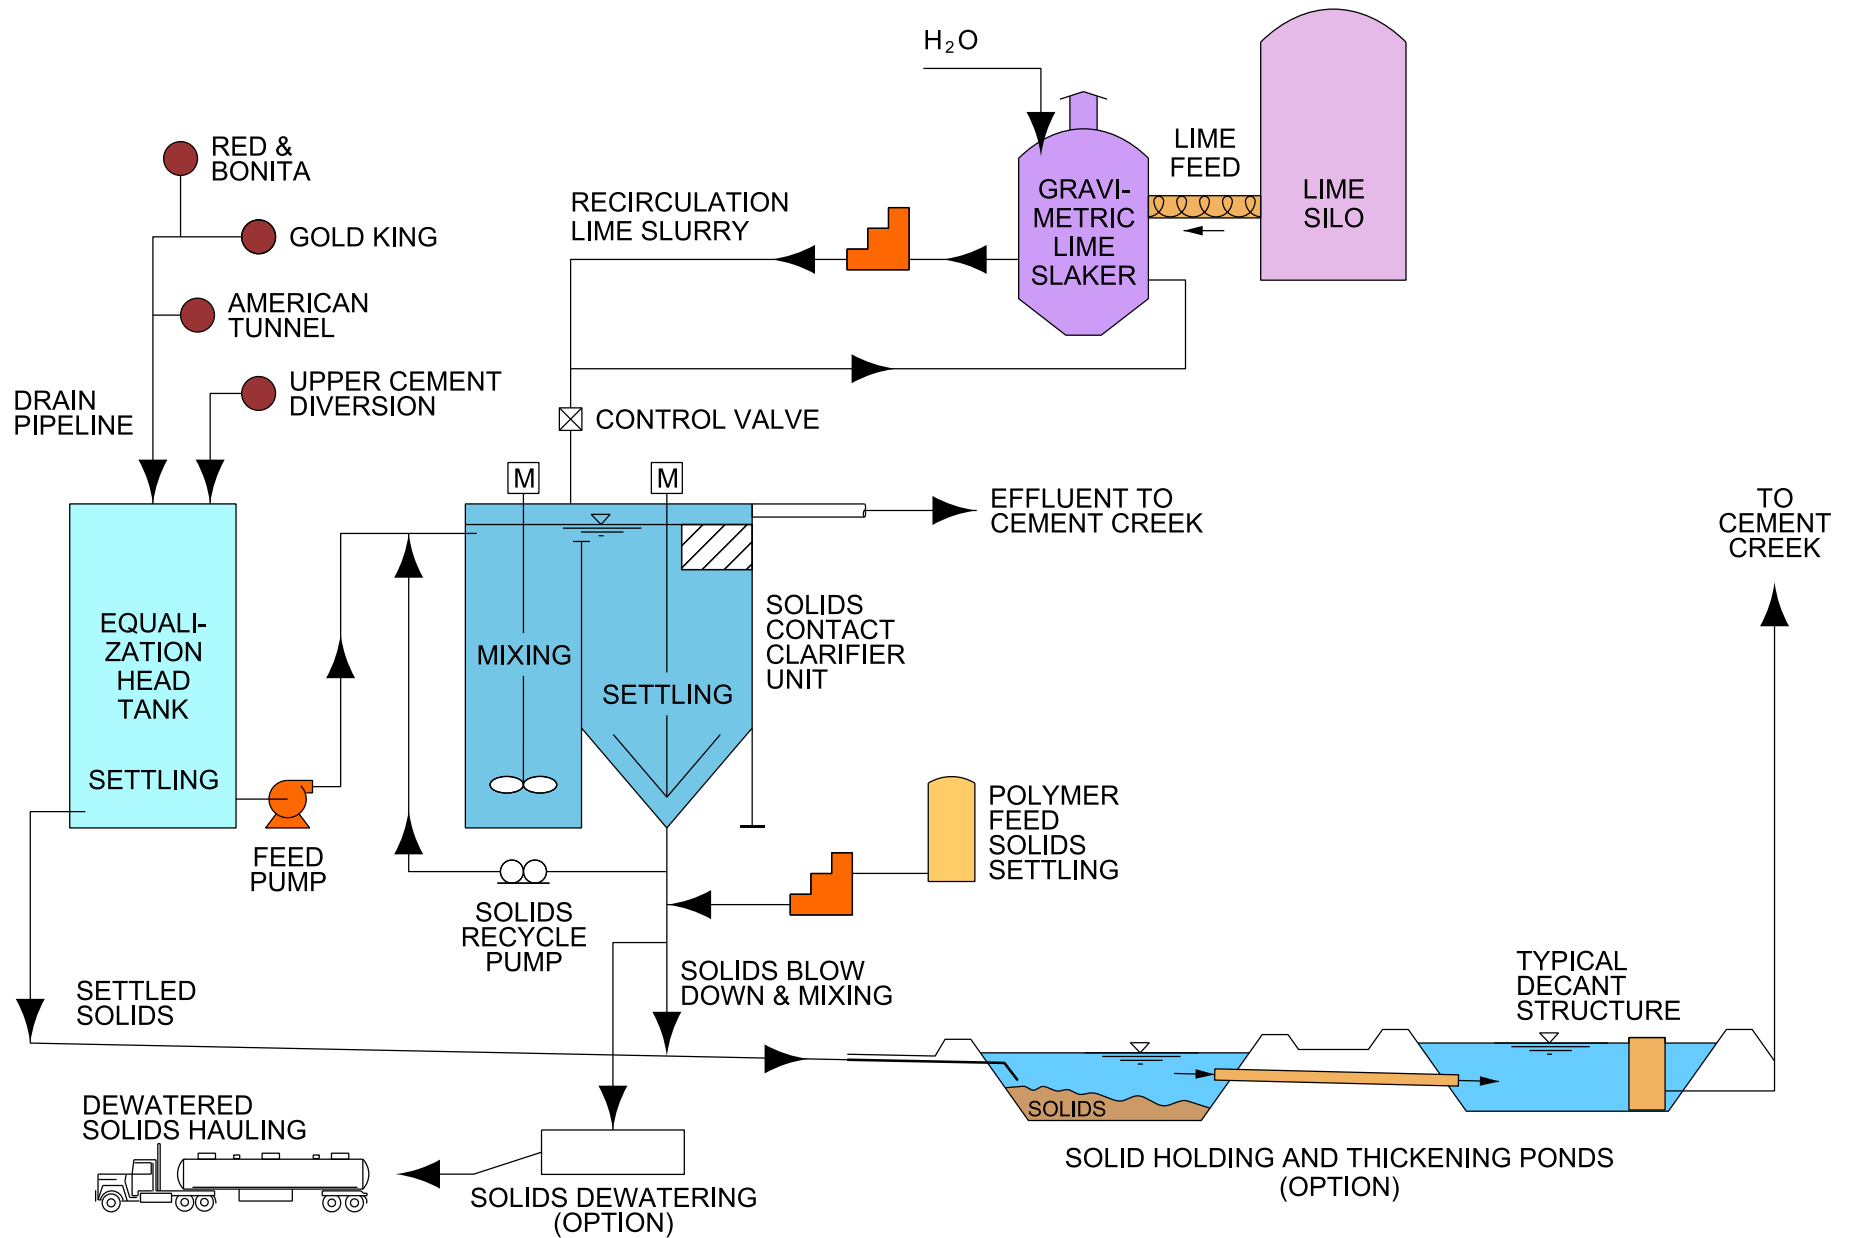 H₂O
RED &
BONITA
GOLD KING
AMERICAN
TUNNEL
UPPER CEMENT
DIVERSION
DRAIN
PIPELINE
RECIRCULATION
LIME SLURRY
GRAVI-
METRIC
LIME
SLAKER
LIME
FEED
LIME
SILO
CONTROL VALVE
M
M
EFFLUENT TO
CEMENT CREEK
TO
CEMENT
CREEK
EQUALI-
ZATION
HEAD
TANK
SETTLING
MIXING
SETTLING
SOLIDS
CONTACT
CLARIFIER
UNIT
FEED
PUMP
POLYMER
FEED
SOLIDS
SETTLING
SOLIDS
RECYCLE
PUMP
SOLIDS BLOW
DOWN & MIXING
SETTLED
SOLIDS
TYPICAL
DECANT
STRUCTURE
SOLIDS
SOLID HOLDING AND THICKENING PONDS
(OPTION)
DEWATERED
SOLIDS HAULING
SOLIDS DEWATERING
(OPTION)